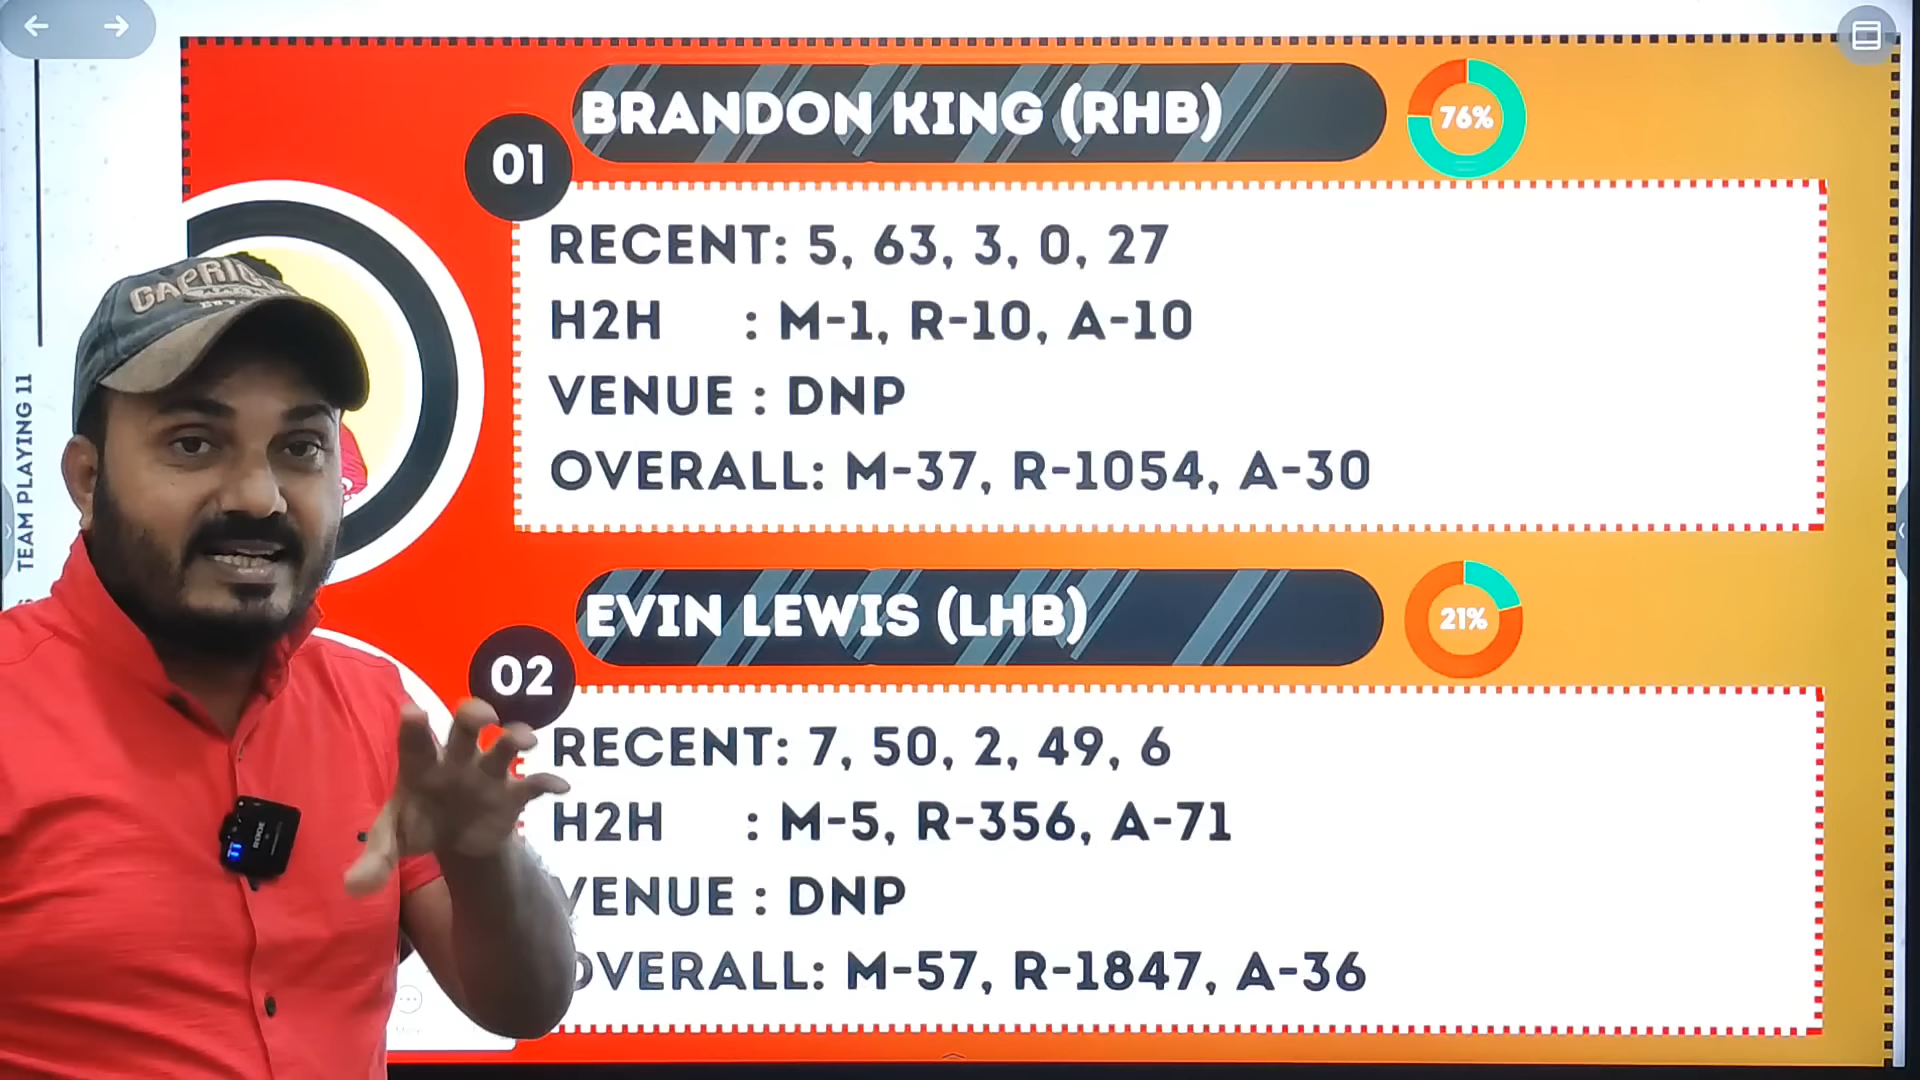 BRANDON KING (RHB)
76%
01
RECENT: 5, 63, 3, 0, 27
H2H : M-1, R-10, A-10
VENUE : DNP
OVERALL: M-37, R-1054, A-30
EVIN LEWIS (LHB)
21%
02
RECENT: 7, 50, 2, 49, 6
H2H : M-5, R-356, A-71
VENUE : DNP
OVERALL: M-57, R-1847, A-36
TEAM PLAYING 11
RODE